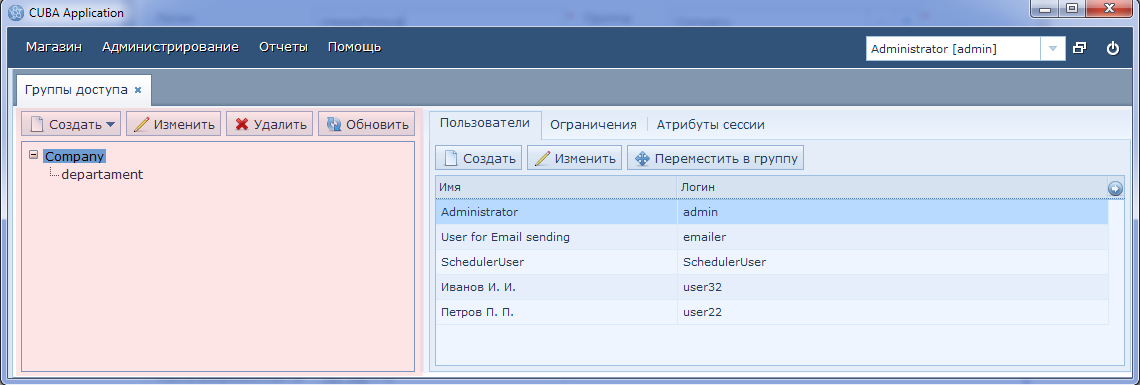 CUBA Application
Магазин Администрирование Отчеты Помощь
Administrator [admin]
Группы доступа
Создать Изменить Удалить Обновить
Company
departament
Пользователи Ограничения Атрибуты сессии
Создать Изменить Переместить в группу
Имя Логин
Administrator admin
User for Email sending emailer
SchedulerUser SchedulerUser
Иванов И. И. user32
Петров П. П. user22